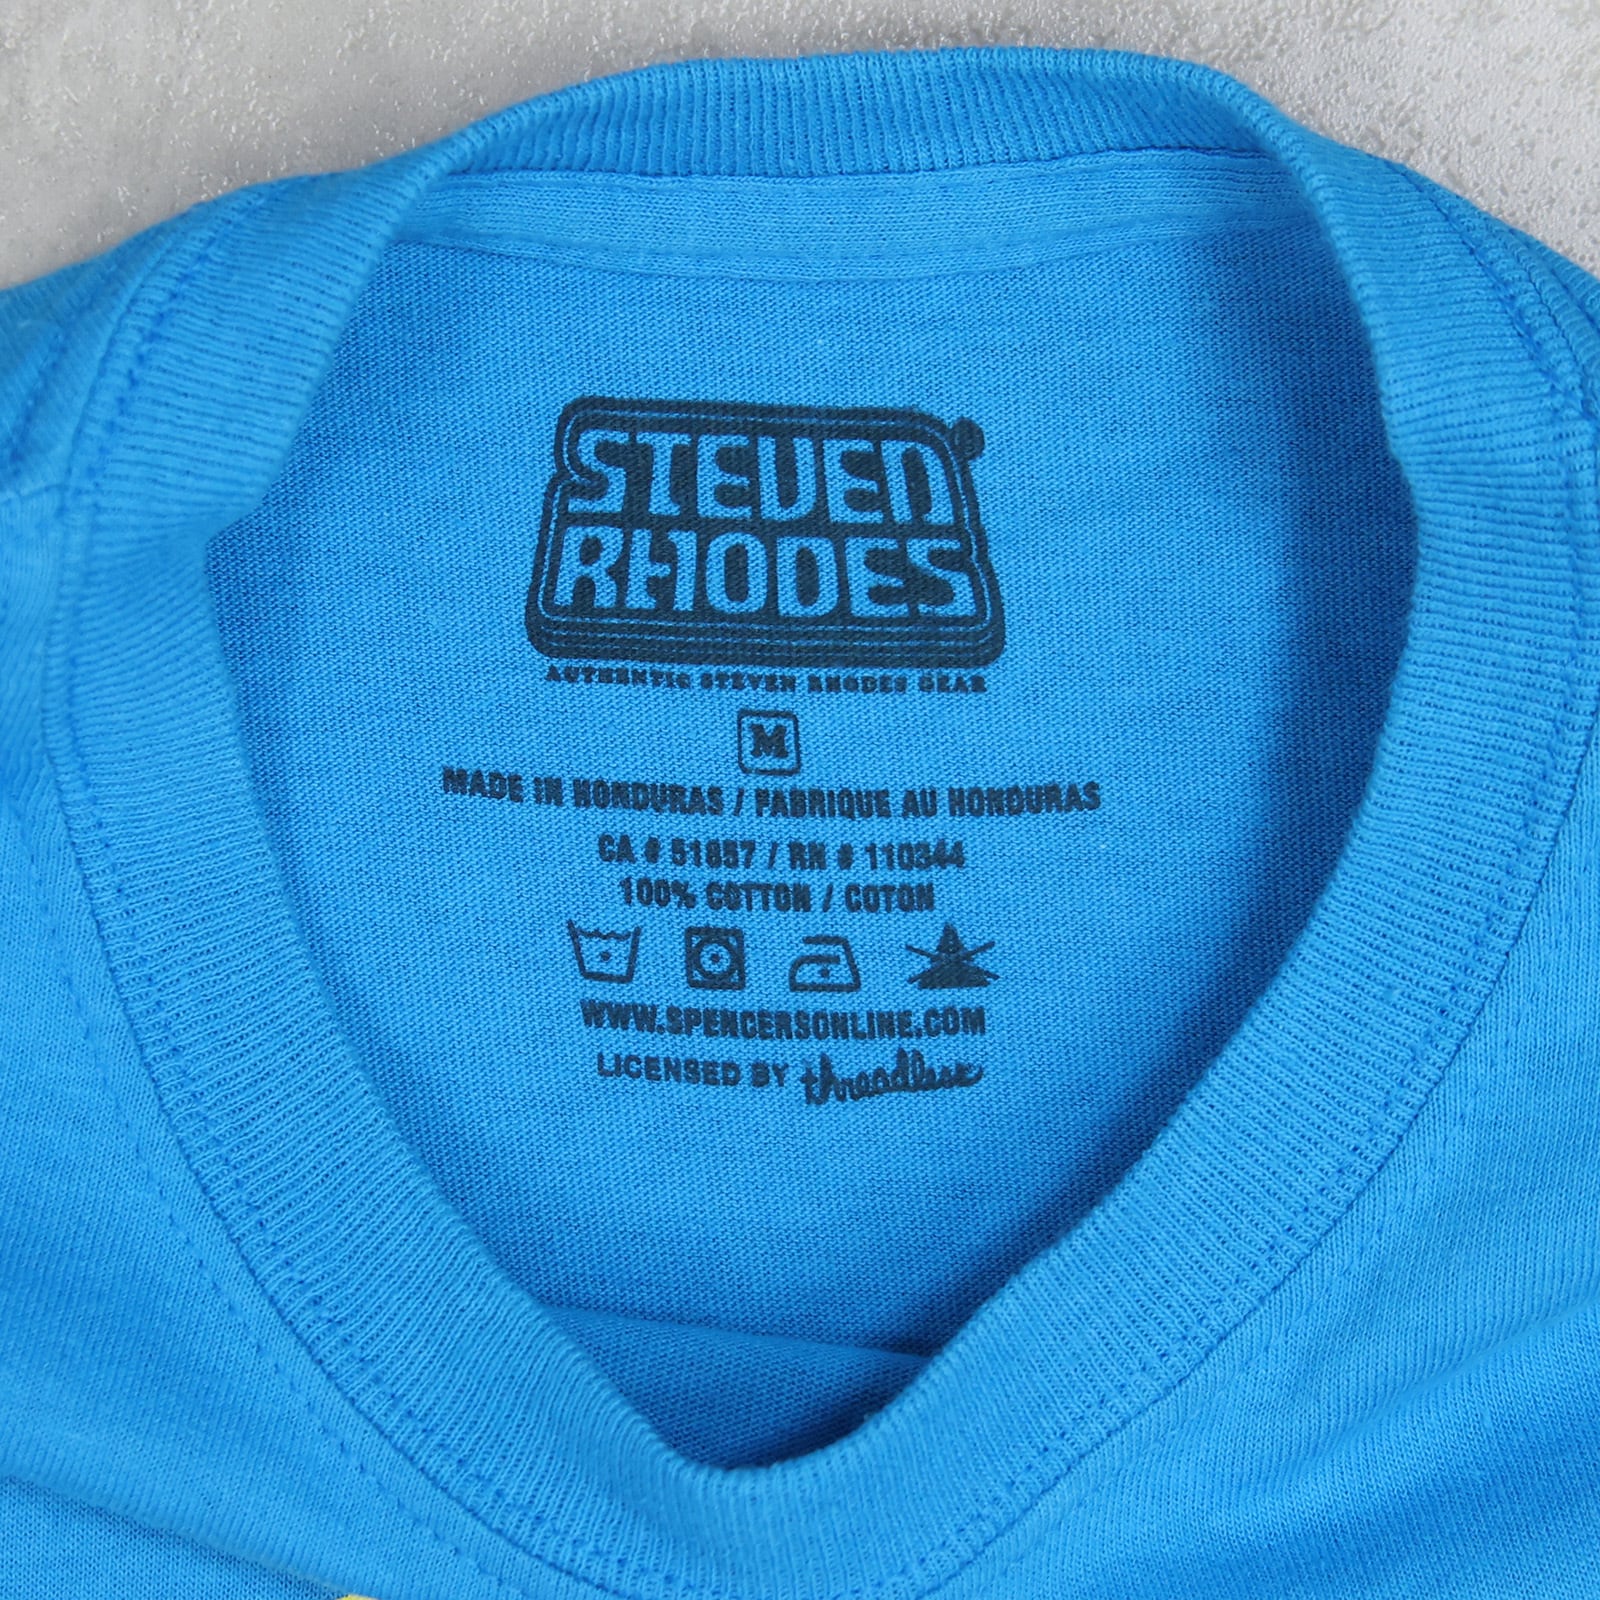 STEVEN
RHODES
®
AUTHENTIC STEVEN RHODES GEAR
M
MADE IN HONDURAS / FABRIQUE AU HONDURAS
CA # 51857 / RN # 110344
100% COTTON / COTON
WWW.SPENCERSONLINE.COM
LICENSED BY threadless